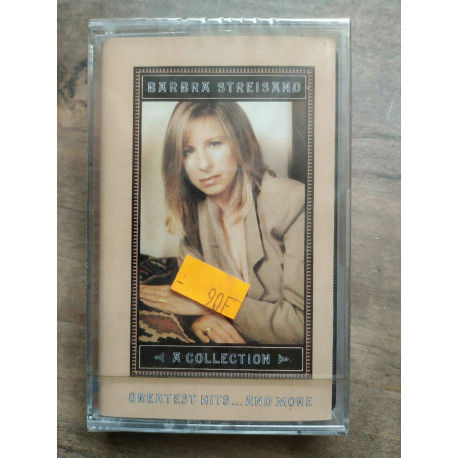 BARBRA STREISAND
90F
A COLLECTION
GREATEST HITS...AND MORE